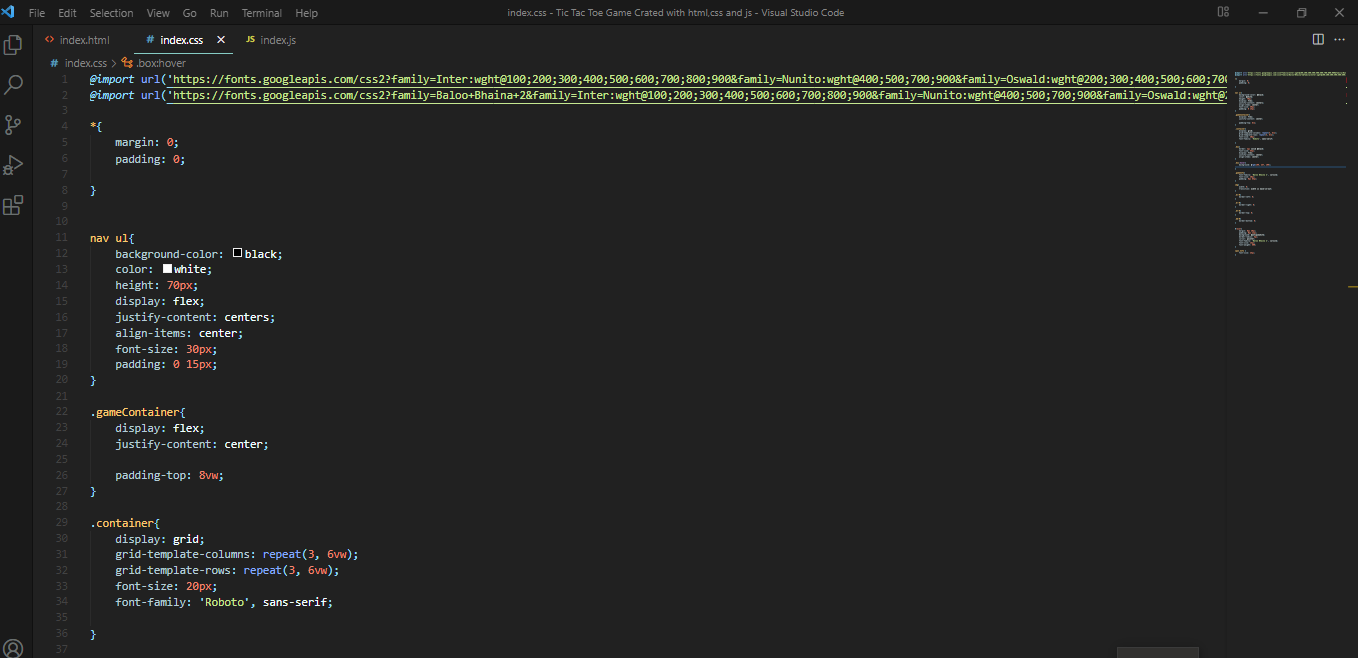 File Edit Selection View Go Run Terminal Help
index.css - Tic Tac Toe Game Crated with html,css and js - Visual Studio Code
index.html
# index.css
JS index.js
# index.css > .box:hover
1 @import url('https://fonts.googleapis.com/css2?family=Inter:wght@100;200;300;400;500;600;700;800;900&family=Nunito:wght@400;500;700;900&family=Oswald:wght@200;300;400;500;600;700
2 @import url('https://fonts.googleapis.com/css2?family=Baloo+Bhaina+2&family=Inter:wght@100;200;300;400;500;600;700;800;900&family=Nunito:wght@400;500;700;900&family=Oswald:wght@2
3
4 *{
5 margin: 0;
6 padding: 0;
7
8 }
9
10
11 nav ul{
12 background-color: black;
13 color: white;
14 height: 70px;
15 display: flex;
16 justify-content: centers;
17 align-items: center;
18 font-size: 30px;
19 padding: 0 15px;
20 }
21
22 .gameContainer{
23 display: flex;
24 justify-content: center;
25
26 padding-top: 8vw;
27 }
28
29 .container{
30 display: grid;
31 grid-template-columns: repeat(3, 6vw);
32 grid-template-rows: repeat(3, 6vw);
33 font-size: 20px;
34 font-family: 'Roboto', sans-serif;
35
36 }
37